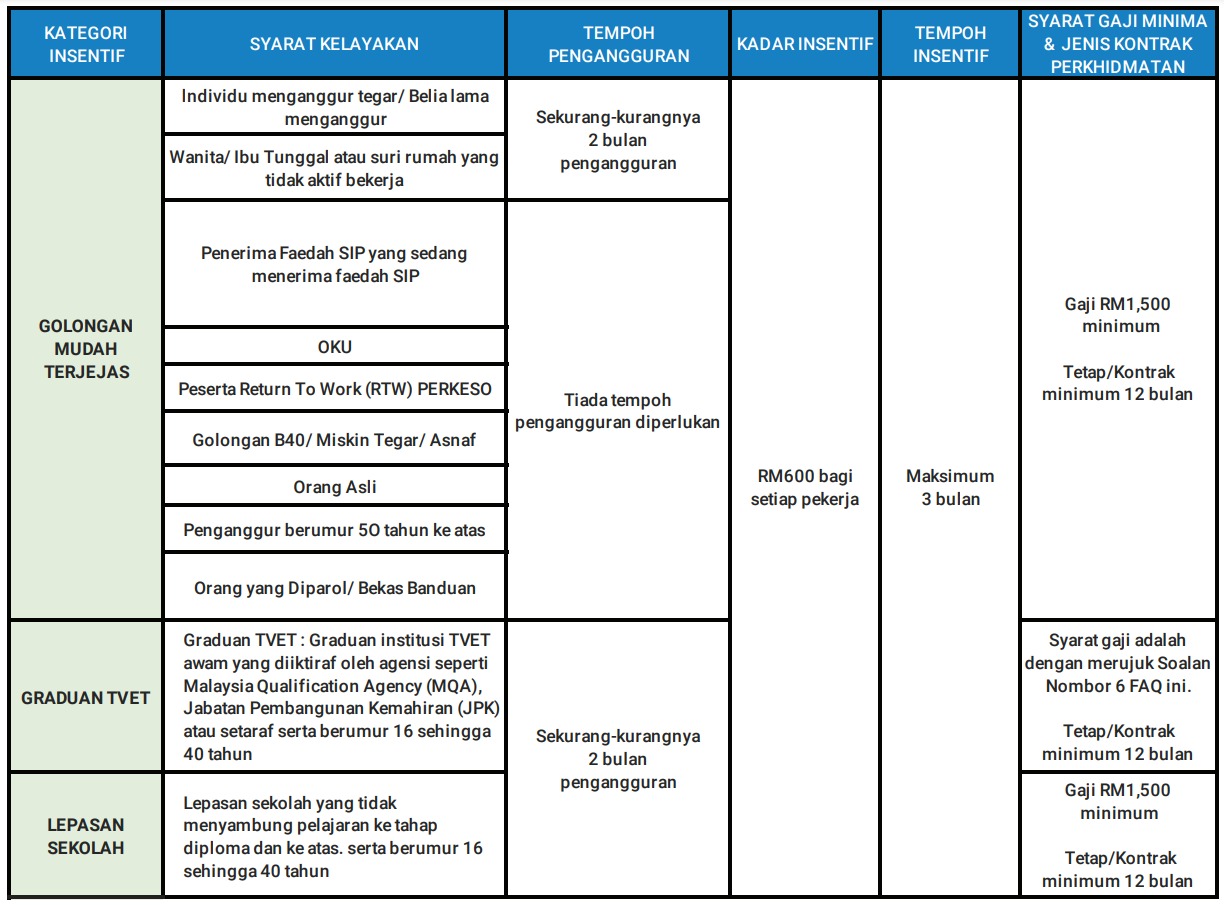 KATEGORI
INSENTIF
SYARAT KELAYAKAN
TEMPOH
PENGANGGURAN
KADAR INSENTIF
TEMPOH
INSENTIF
SYARAT GAJI MINIMA
& JENIS KONTRAK
PERKHIDMATAN
GOLONGAN
MUDAH
TERJEJAS
Individu menganggur tegar/ Belia lama
menganggur
Wanita/ Ibu Tunggal atau suri rumah yang
tidak aktif bekerja
Sekurang-kurangnya
2 bulan
pengangguran
Penerima Faedah SIP yang sedang
menerima faedah SIP
OKU
Peserta Return To Work (RTW) PERKESO
Golongan B40/ Miskin Tegar/ Asnaf
Orang Asli
Penganggur berumur 50 tahun ke atas
Orang yang Diparol/ Bekas Banduan
Tiada tempoh
pengangguran diperlukan
RM600 bagi
setiap pekerja
Maksimum
3 bulan
Gaji RM1,500
minimum
Tetap/Kontrak
minimum 12 bulan
GRADUAN TVET
Graduan TVET : Graduan institusi TVET
awam yang diiktiraf oleh agensi seperti
Malaysia Qualification Agency (MQA),
Jabatan Pembangunan Kemahiran (JPK)
atau setaraf serta berumur 16 sehingga
40 tahun
Sekurang-kurangnya
2 bulan
pengangguran
Syarat gaji adalah
dengan merujuk Soalan
Nombor 6 FAQ ini.
Tetap/Kontrak
minimum 12 bulan
LEPASAN
SEKOLAH
Lepasan sekolah yang tidak
menyambung pelajaran ke tahap
diploma dan ke atas. serta berumur 16
sehingga 40 tahun
Gaji RM1,500
minimum
Tetap/Kontrak
minimum 12 bulan